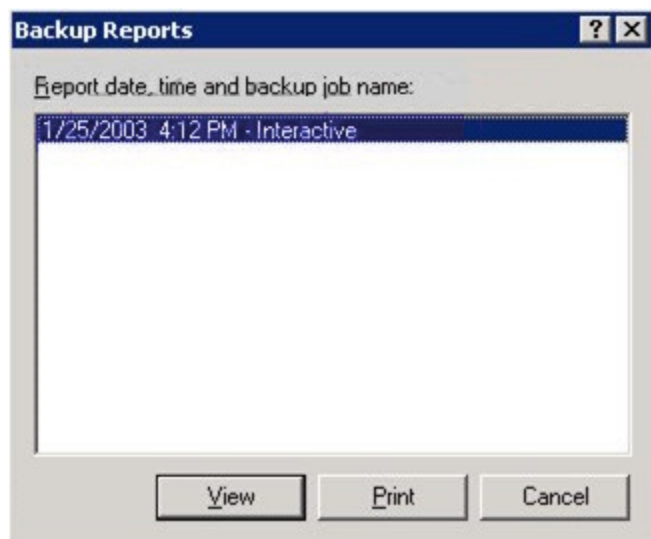 Backup Reports
Report date, time and backup job name:
1/25/2003 4:12 PM - Interactive
View Print Cancel